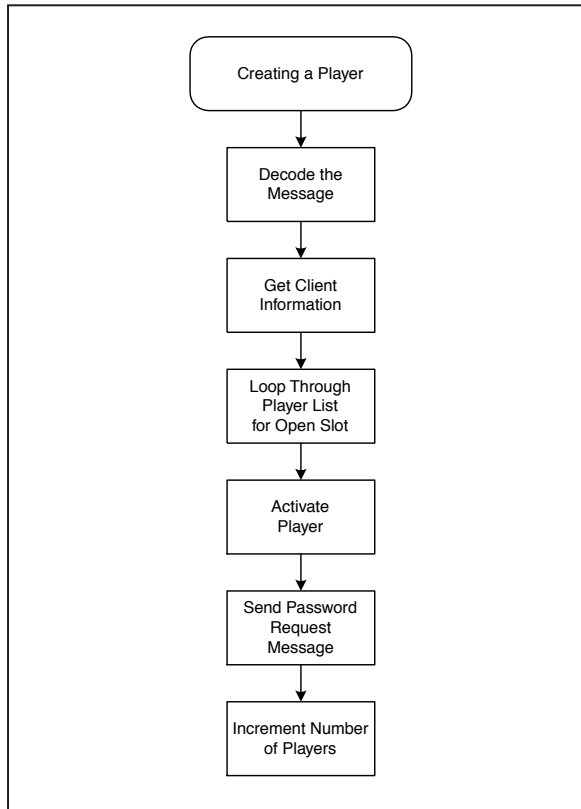 Creating a Player
Decode the
Message
Get Client
Information
Loop Through
Player List
for Open Slot
Activate
Player
Send Password
Request
Message
Increment Number
of Players